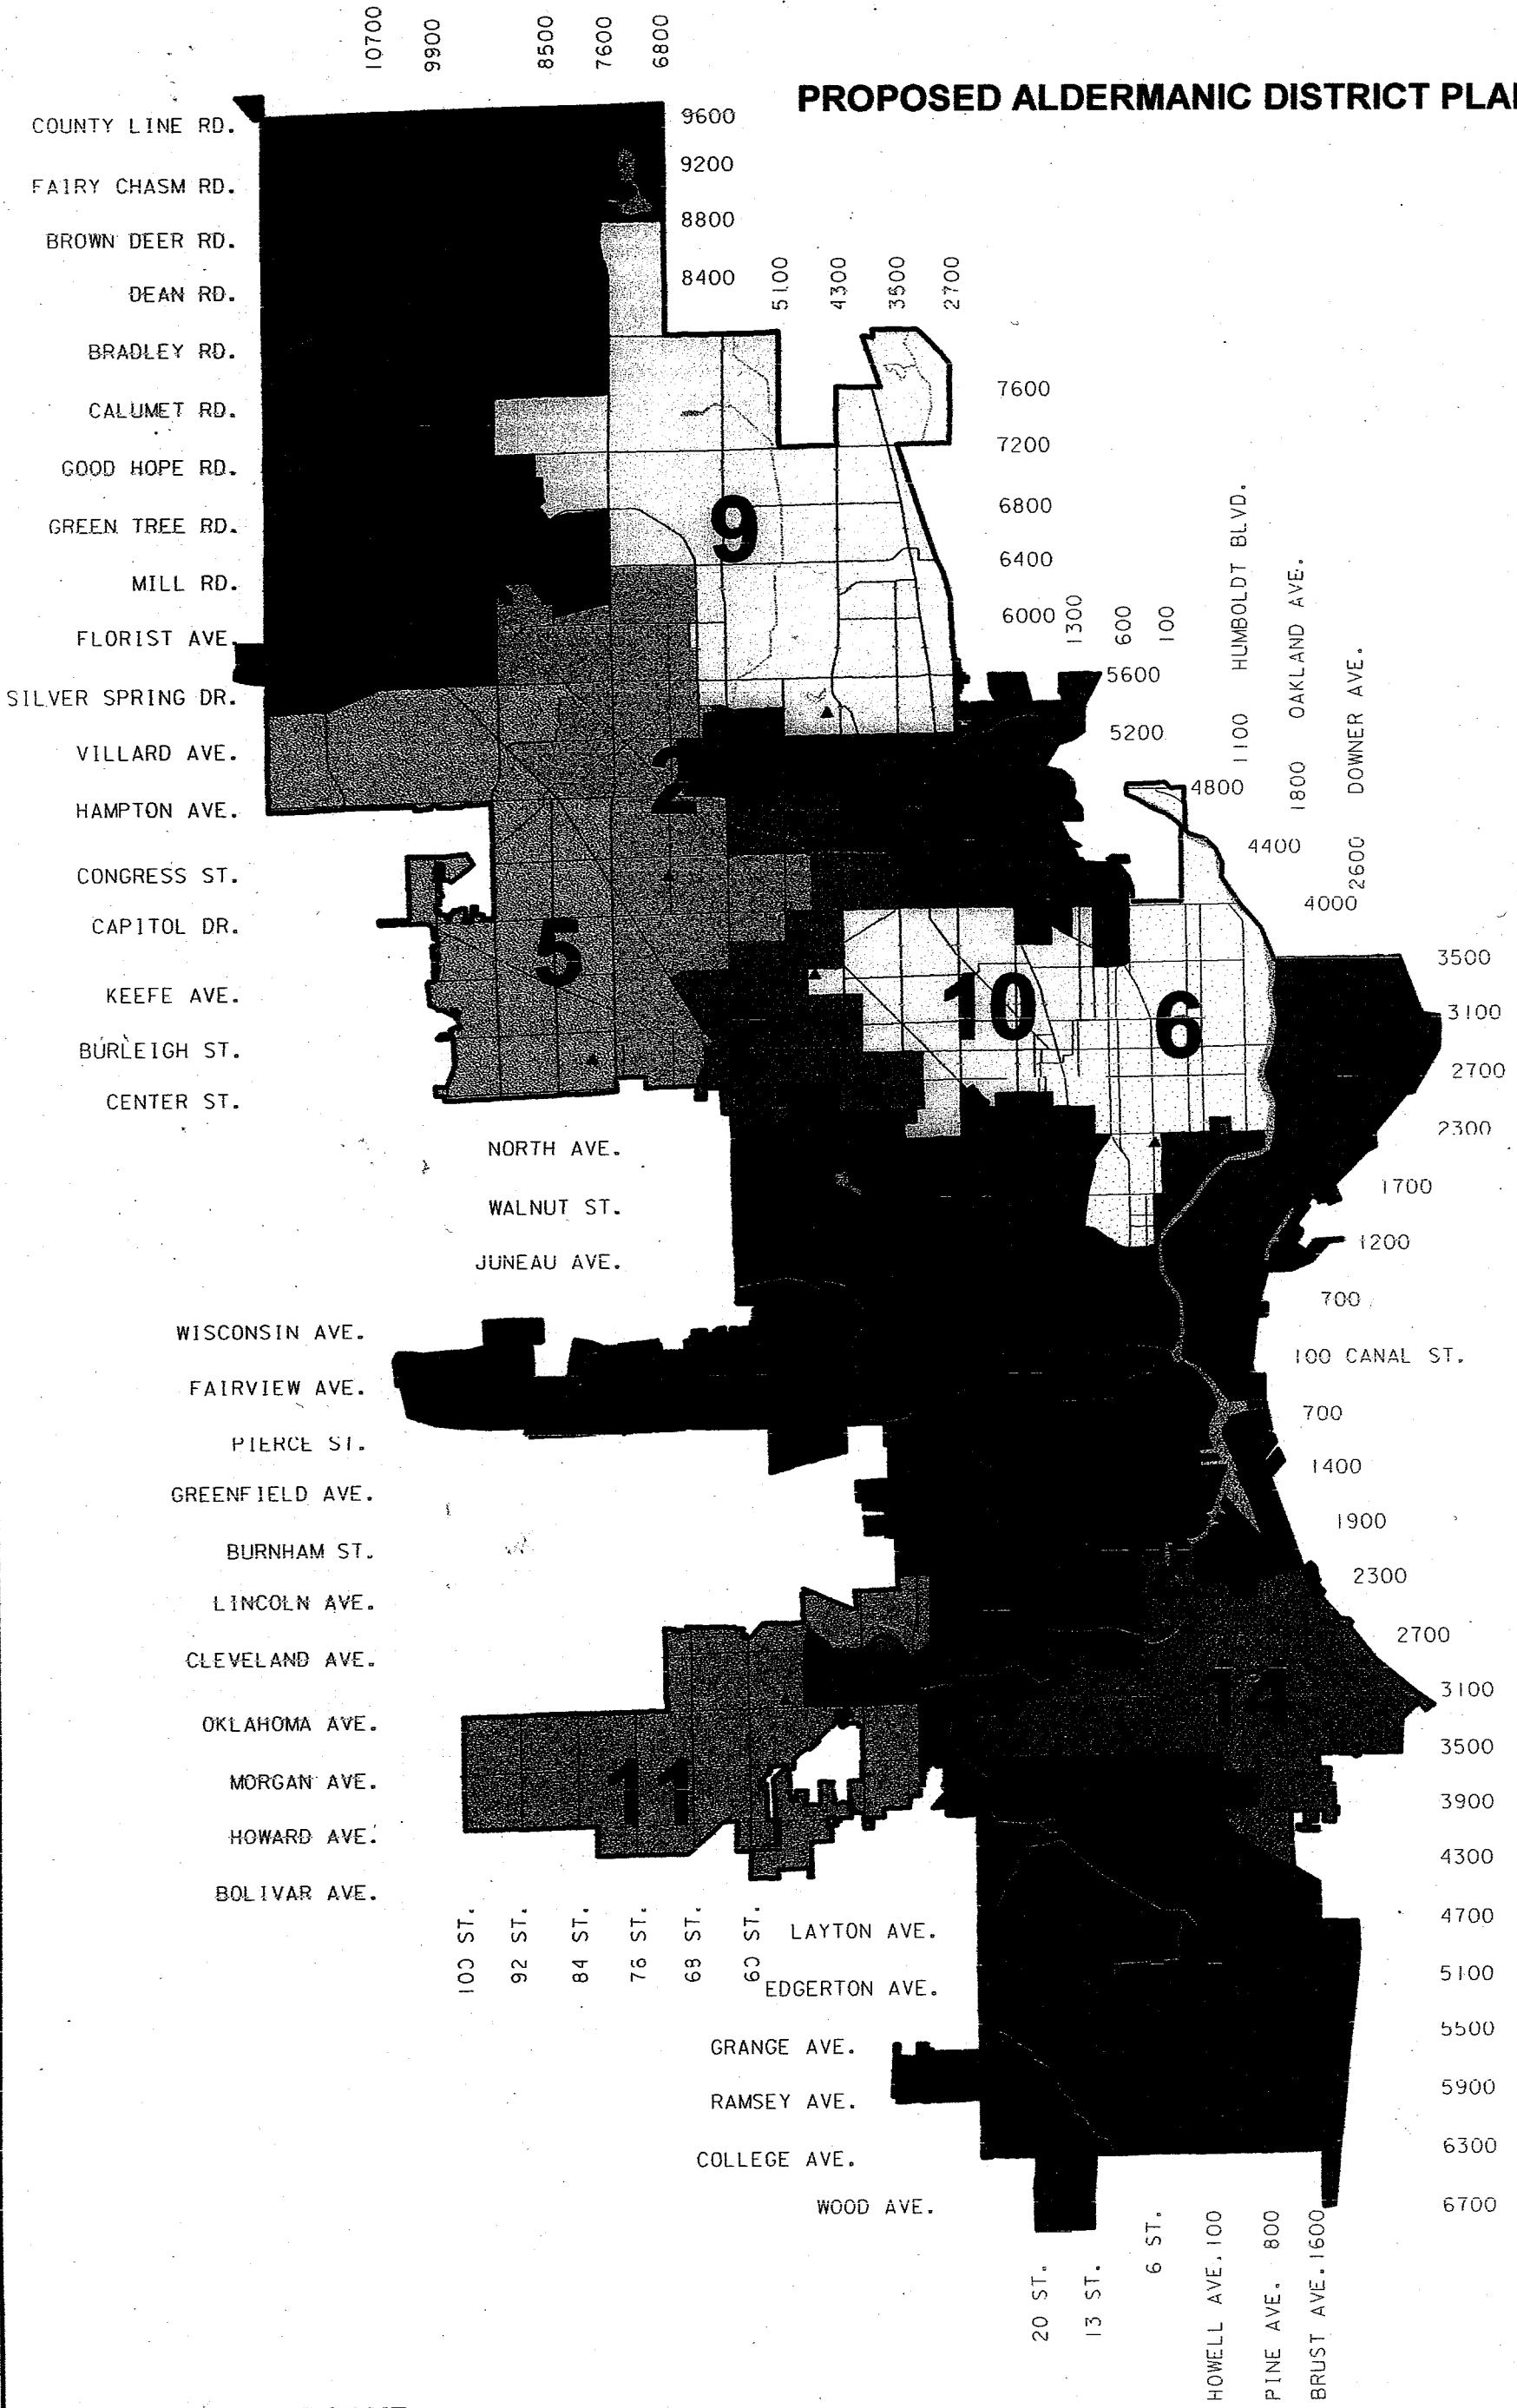 10700
9900
8500
7600
6800
PROPOSED ALDERMANIC DISTRICT
COUNTY LINE RD.
9600
FAIRY CHASM RD.
9200
BROWN DEER RD.
8800
DEAN RD.
8400
5100
4300
3500
2700
BRADLEY RD.
CALUMET RD.
7600
GOOD HOPE RD.
7200
GREEN TREE RD.
6800
9
MILL RD.
6400
FLORIST AVE.
6000
1300
600
100
1100 HUMBOLDT BLVD.
1800 OAKLAND AVE.
2600 DOWNER AVE.
SILVER SPRING DR.
5600
VILLARD AVE.
5200
2
HAMPTON AVE.
4800
CONGRESS ST.
4400
CAPITOL DR.
4000
5
3500
KEEFE AVE.
10
6
3100
BURLEIGH ST.
2700
CENTER ST.
2300
NORTH AVE.
1700
WALNUT ST.
1200
JUNEAU AVE.
700
WISCONSIN AVE.
100 CANAL ST.
FAIRVIEW AVE.
700
PIERCE ST.
1400
GREENFIELD AVE.
1900
BURNHAM ST.
2300
LINCOLN AVE.
2700
CLEVELAND AVE.
14
3100
OKLAHOMA AVE.
3500
MORGAN AVE.
11
3900
HOWARD AVE.
4300
BOLIVAR AVE.
4700
100 ST.
92 ST.
84 ST.
76 ST.
68 ST.
60 ST.
LAYTON AVE.
5100
EDGERTON AVE.
5500
GRANGE AVE.
5900
RAMSEY AVE.
6300
COLLEGE AVE.
6700
WOOD AVE.
20 ST.
13 ST.
6 ST.
HOWELL AVE. 100
PINE AVE. 800
BRUST AVE. 1600